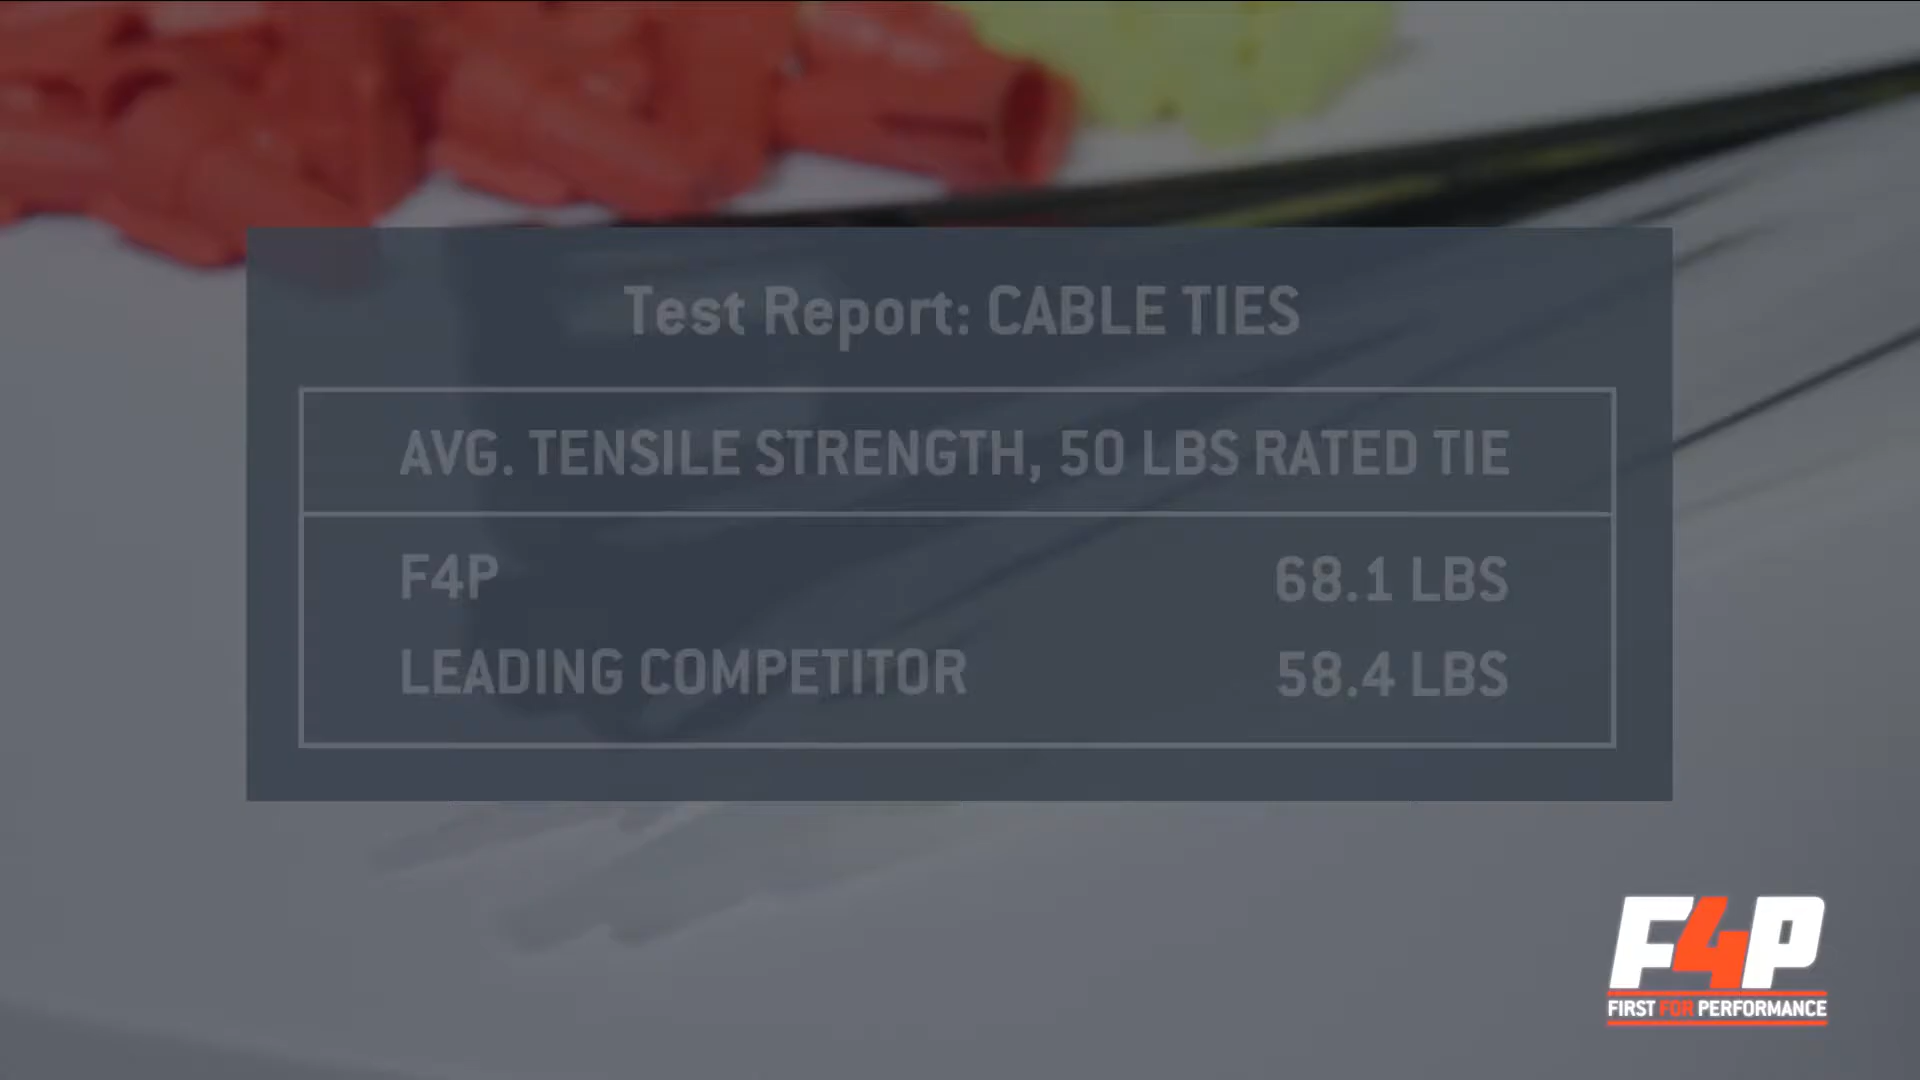 Test Report: CABLE TIES
AVG. TENSILE STRENGTH, 50 LBS RATED TIE
F4P 68.1 LBS
LEADING COMPETITOR 58.4 LBS
F4P
FIRST FOR PERFORMANCE